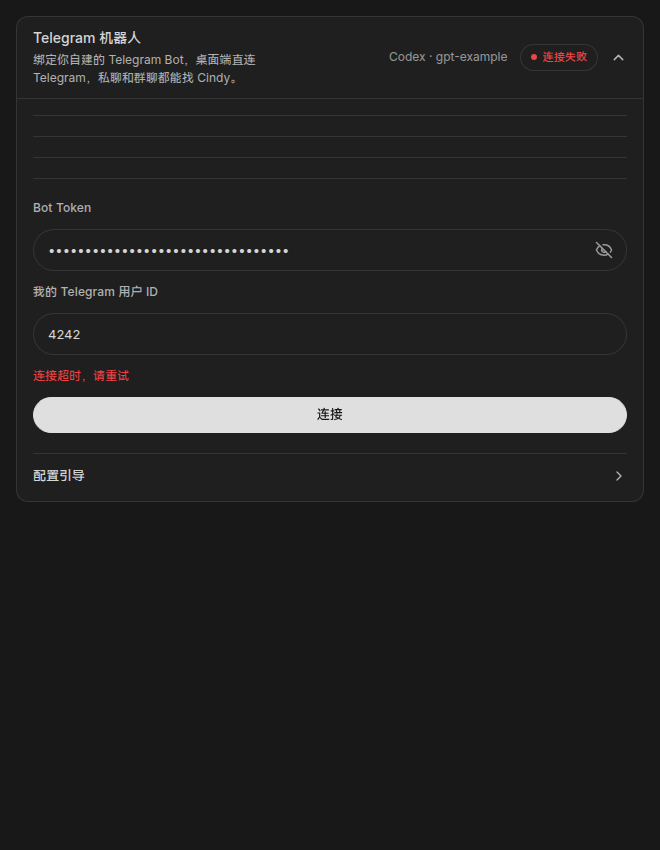 Telegram 机器人
绑定你自建的 Telegram Bot，桌面端直连
Telegram，私聊和群聊都能找 Cindy。
Codex · gpt-example
连接失败
Bot Token
•••••••••••••••••••••••••••••••••
我的 Telegram 用户 ID
4242
连接超时，请重试
连接
配置引导